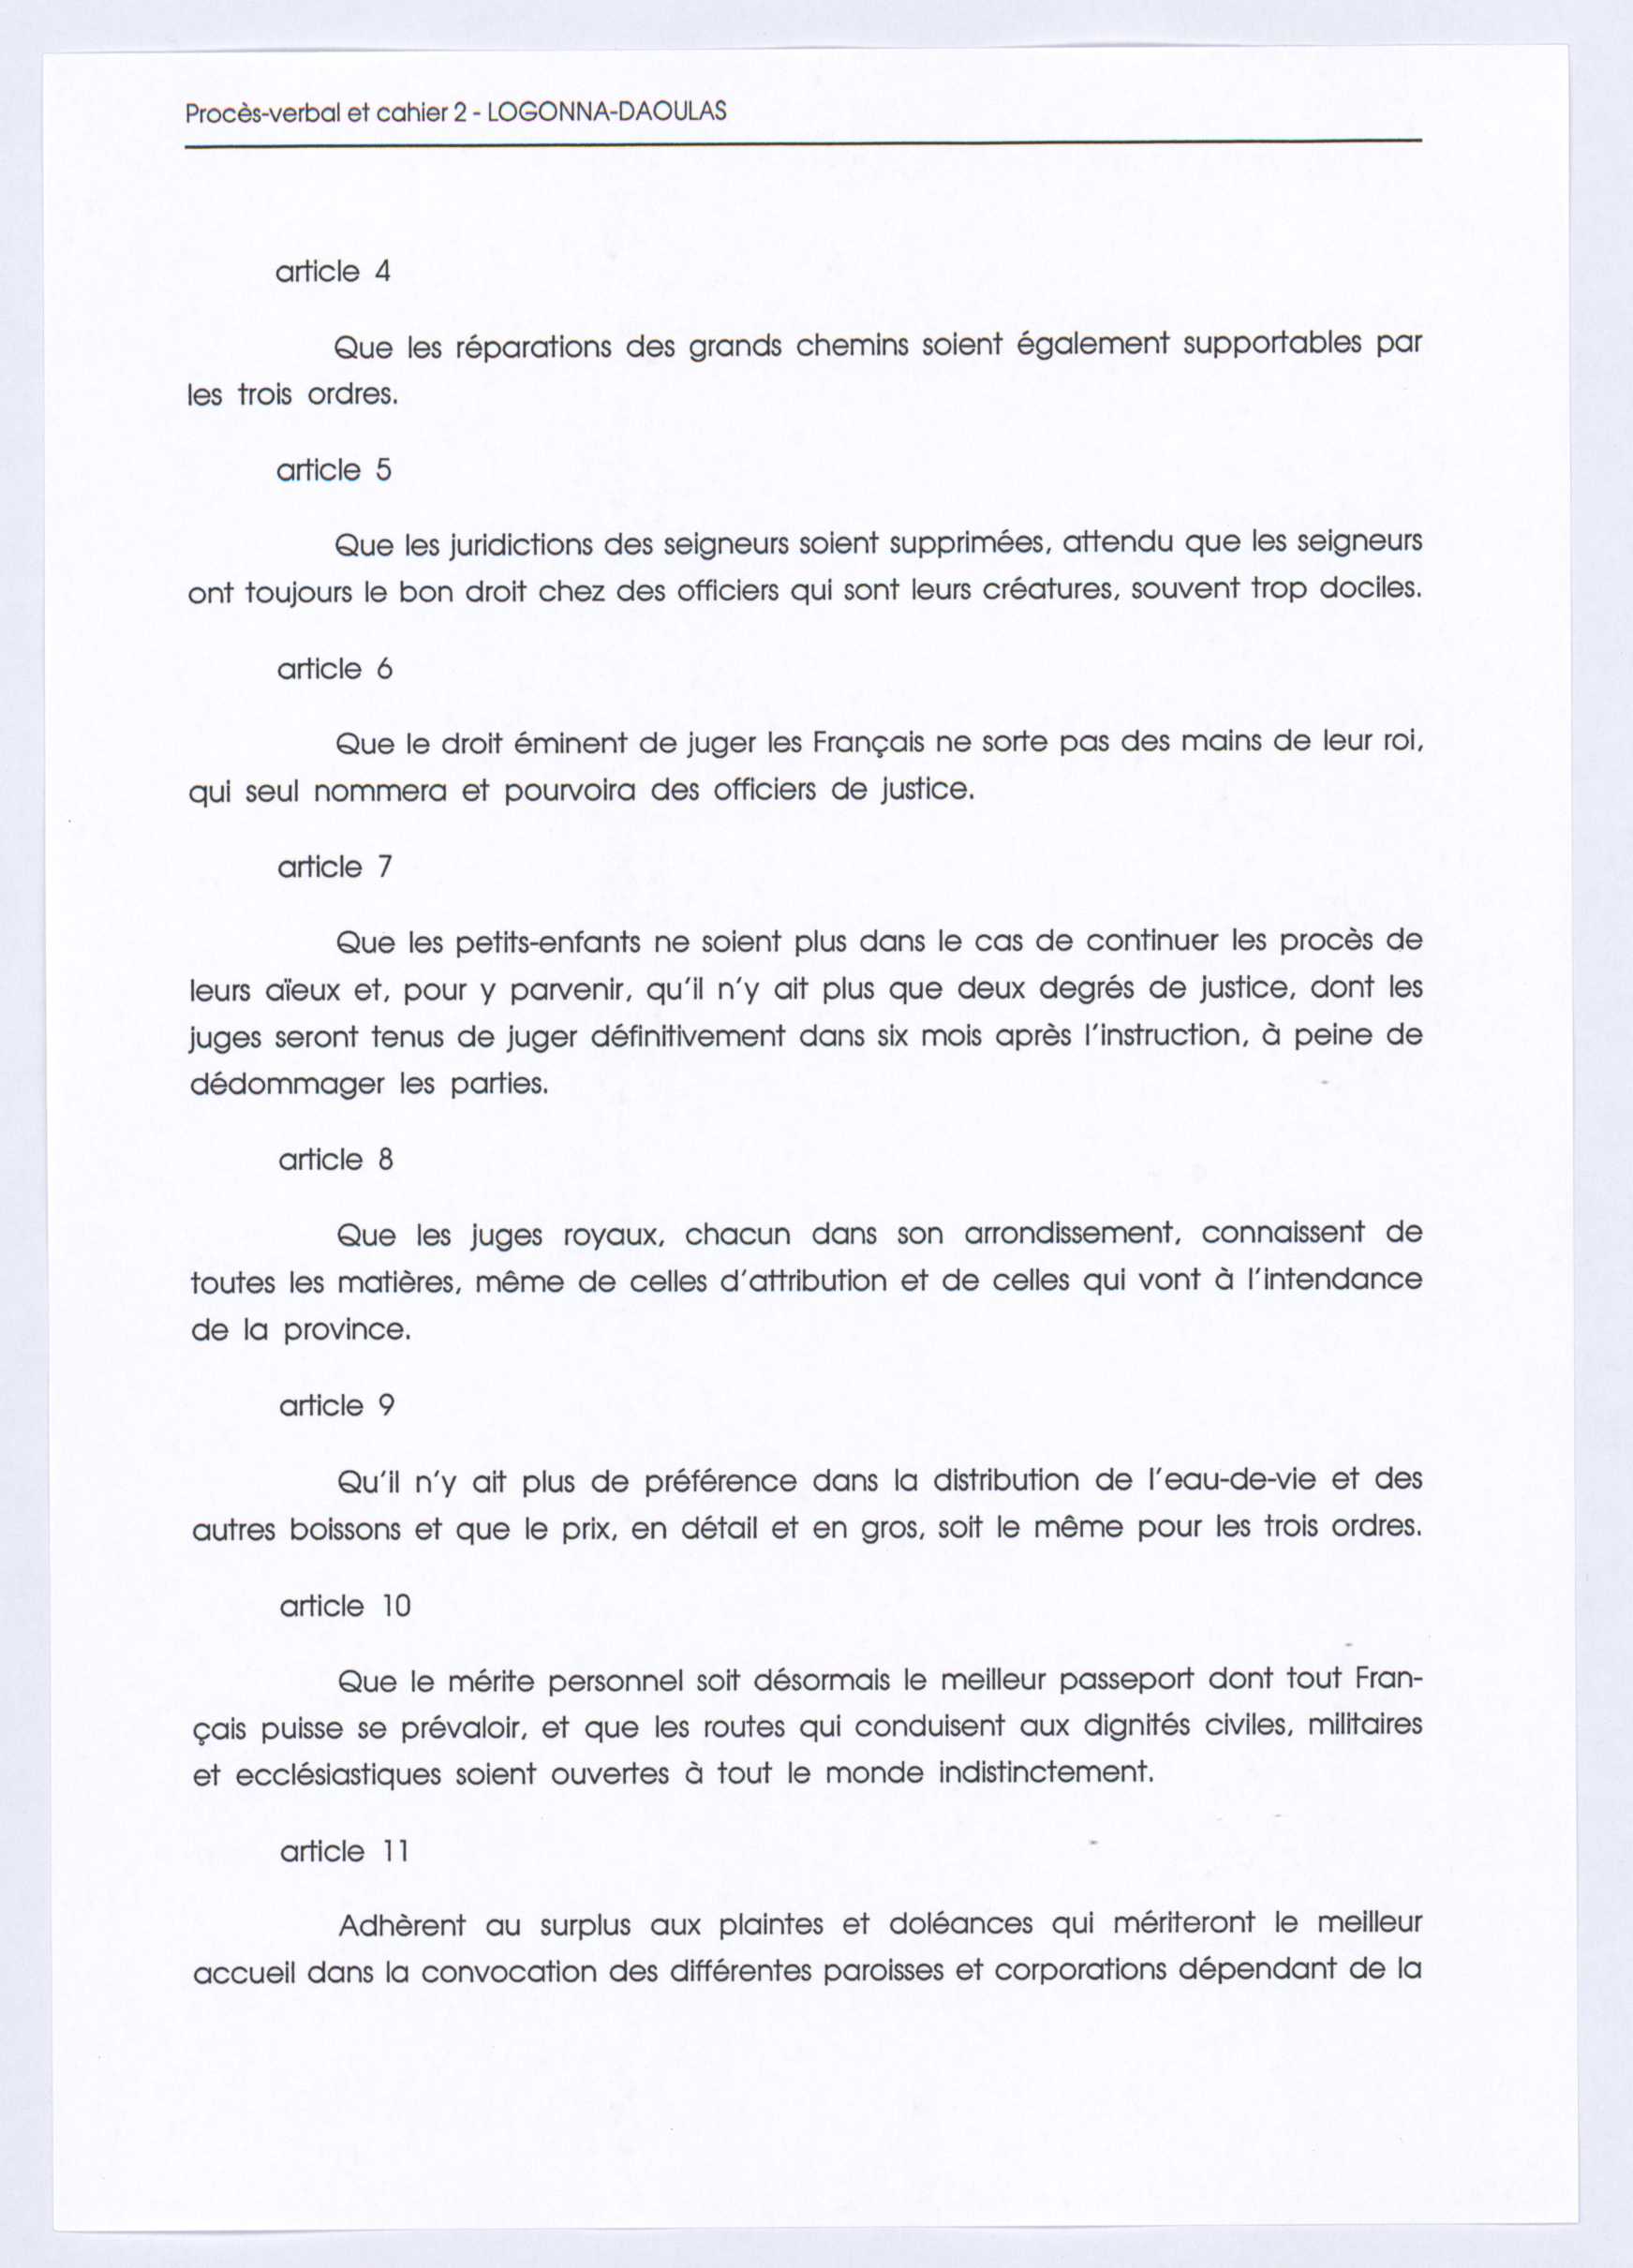 Procès-verbal et cahier 2 - LOGONNA-DAOULAS
article 4
Que les réparations des grands chemins soient également supportables par
les trois ordres.
article 5
Que les juridictions des seigneurs soient supprimées, attendu que les seigneurs
ont toujours le bon droit chez des officiers qui sont leurs créatures, souvent trop dociles.
article 6
Que le droit éminent de juger les Français ne sorte pas des mains de leur roi,
qui seul nommera et pourvoira des officiers de justice.
article 7
Que les petits-enfants ne soient plus dans le cas de continuer les procès de
leurs aïeux et, pour y parvenir, qu'il n'y ait plus que deux degrés de justice, dont les
juges seront tenus de juger définitivement dans six mois après l'instruction, à peine de
dédommager les parties.
article 8
Que les juges royaux, chacun dans son arrondissement, connaissent de
toutes les matières, même de celles d'attribution et de celles qui vont à l'intendance
de la province.
article 9
Qu'il n'y ait plus de préférence dans la distribution de l'eau-de-vie et des
autres boissons et que le prix, en détail et en gros, soit le même pour les trois ordres.
article 10
Que le mérite personnel soit désormais le meilleur passeport dont tout Fran-
çais puisse se prévaloir, et que les routes qui conduisent aux dignités civiles, militaires
et ecclésiastiques soient ouvertes à tout le monde indistinctement.
article 11
Adhèrent au surplus aux plaintes et doléances qui mériteront le meilleur
accueil dans la convocation des différentes paroisses et corporations dépendant de la